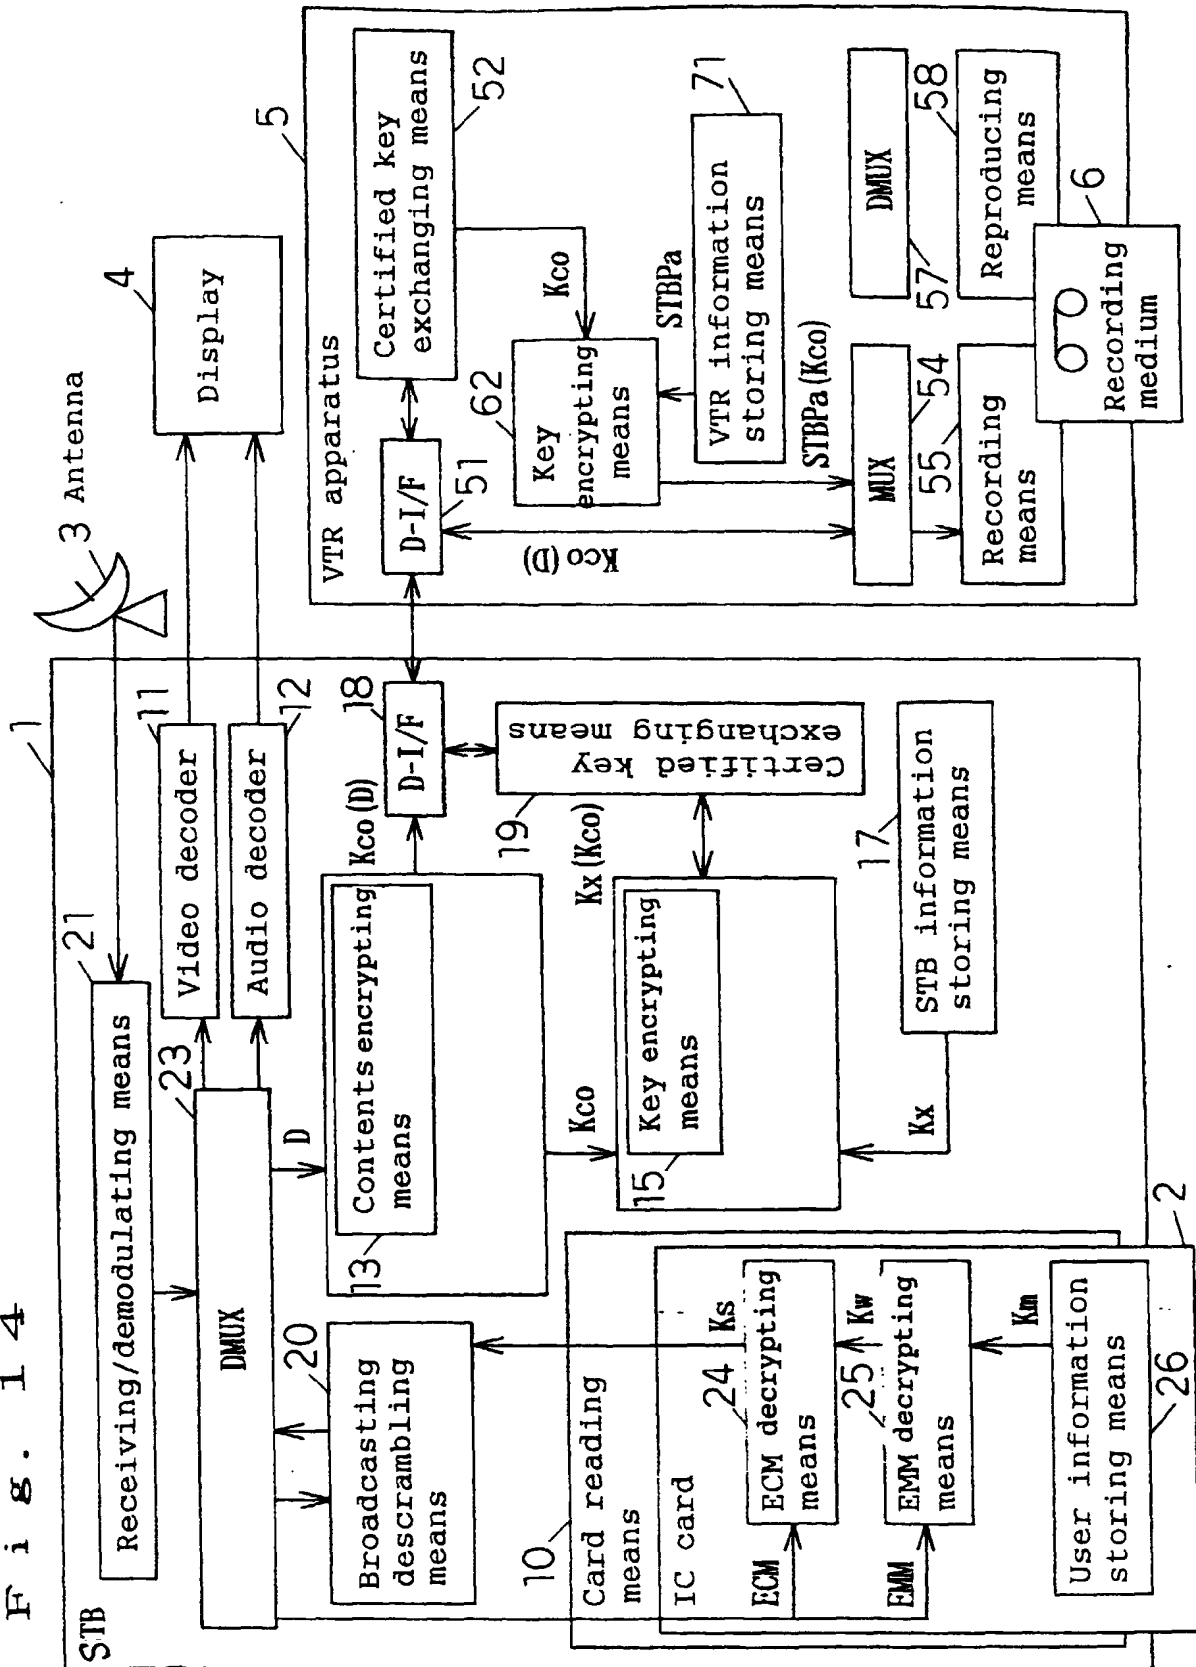 Fig. 14
STB
1
Receiving/demodulating means
21
3 Antenna
DMUX
23
Video decoder
11
Audio decoder
12
Display
4
D
Broadcasting
descrambling
means
20
Contents encrypting
means
13
Kco (D)
D-I/F
18
Kco
Key encrypting
means
15
Kx (Kco)
Certified key
exchanging means
19
Kx
STB information
storing means
17
Card reading
means
10
IC card
2
ECM
ECM decrypting
means
24
Ks
EMM
EMM decrypting
means
25
Kw
Km
User information
storing means
26
VTR apparatus
5
D-I/F
51
Certified key
exchanging means
52
Kco
Key
encrypting
means
62
STBPa
VTR information
storing means
71
Kco (D)
STBPa (Kco)
MUX
54
Recording
means
55
DMUX
57
Reproducing
means
58
Recording
medium
6